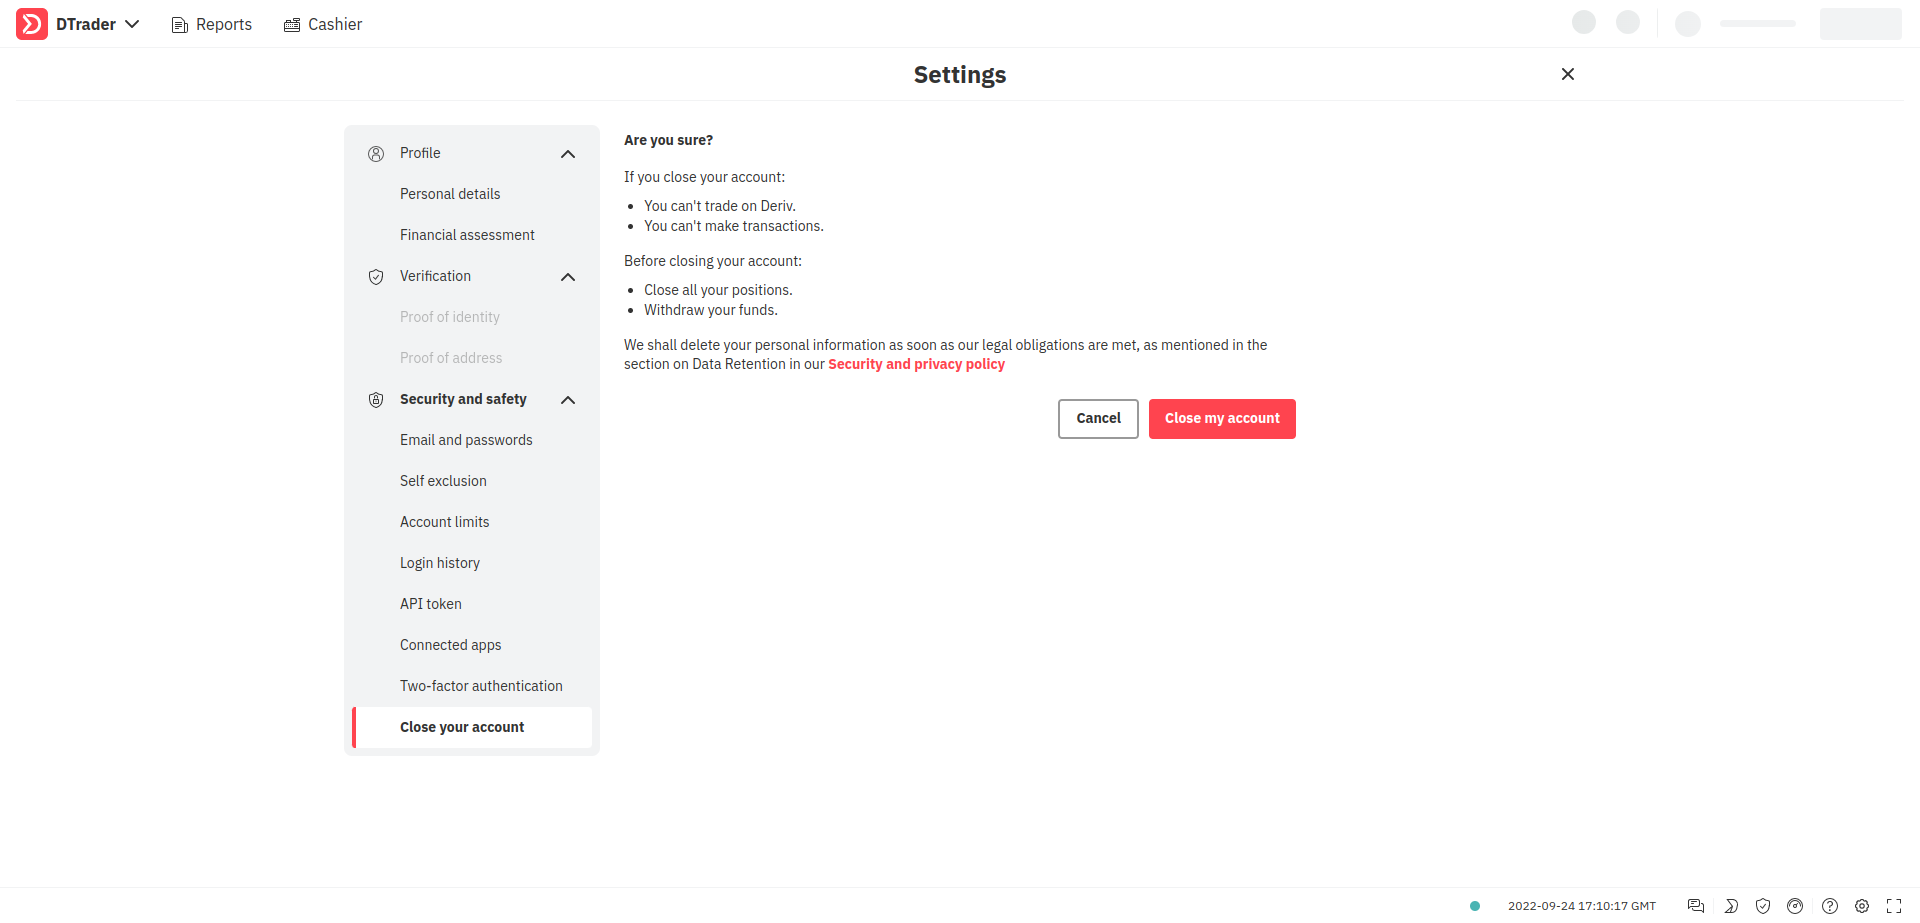 DTrader
Reports
Cashier
Settings
Profile
Personal details
Financial assessment
Verification
Proof of identity
Proof of address
Security and safety
Email and passwords
Self exclusion
Account limits
Login history
API token
Connected apps
Two-factor authentication
Close your account
Are you sure?
If you close your account:
You can't trade on Deriv.
You can't make transactions.
Before closing your account:
Close all your positions.
Withdraw your funds.
We shall delete your personal information as soon as our legal obligations are met, as mentioned in the
section on Data Retention in our Security and privacy policy
Cancel
Close my account
2022-09-24 17:10:17 GMT